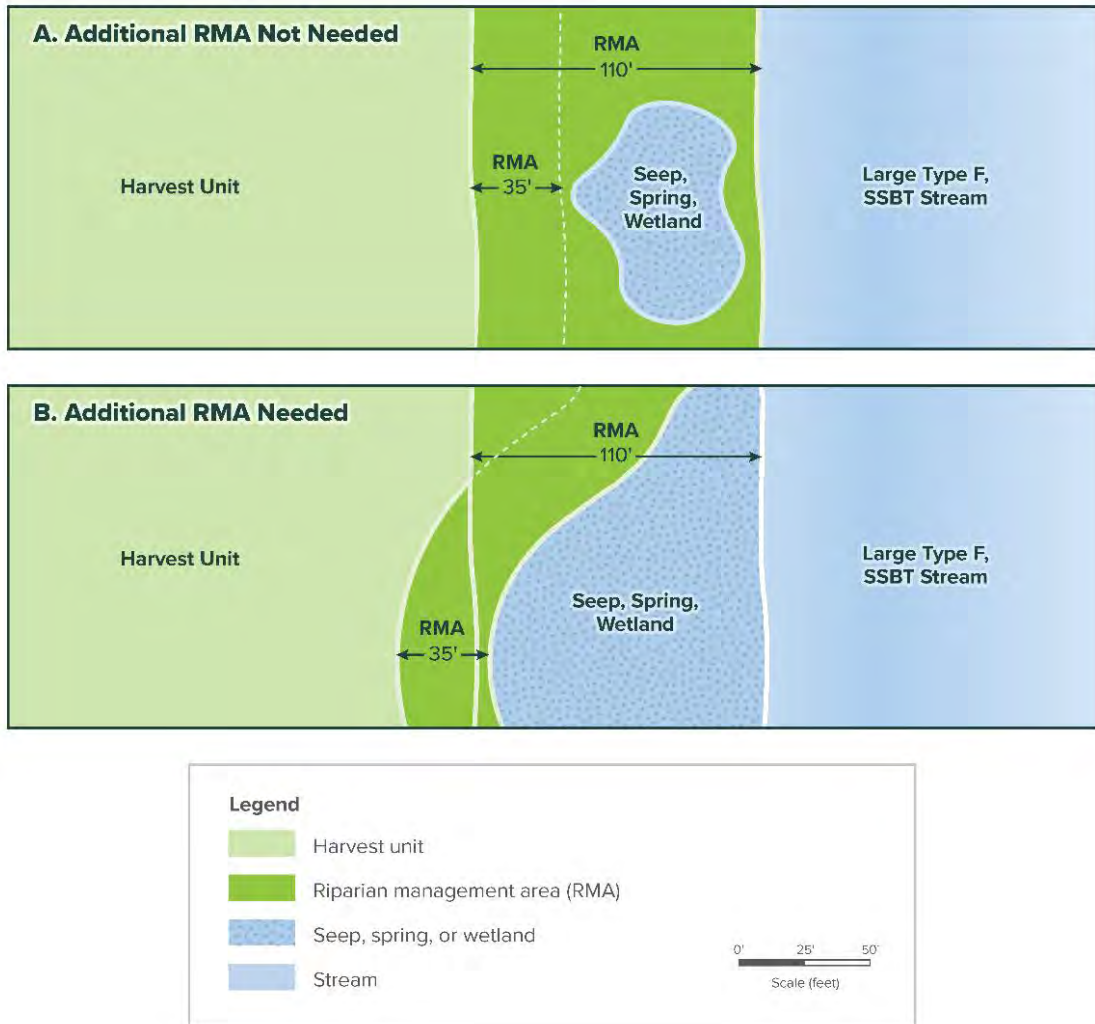 A. Additional RMA Not Needed
RMA
110'
RMA
35'
Harvest Unit
Seep,
Spring,
Wetland
Large Type F,
SSBT Stream
B. Additional RMA Needed
RMA
110'
Harvest Unit
Large Type F,
SSBT Stream
Seep, Spring,
Wetland
RMA
35'
Legend
Harvest unit
Riparian management area (RMA)
Seep, spring, or wetland
Stream
0' 25' 50'
Scale (feet)